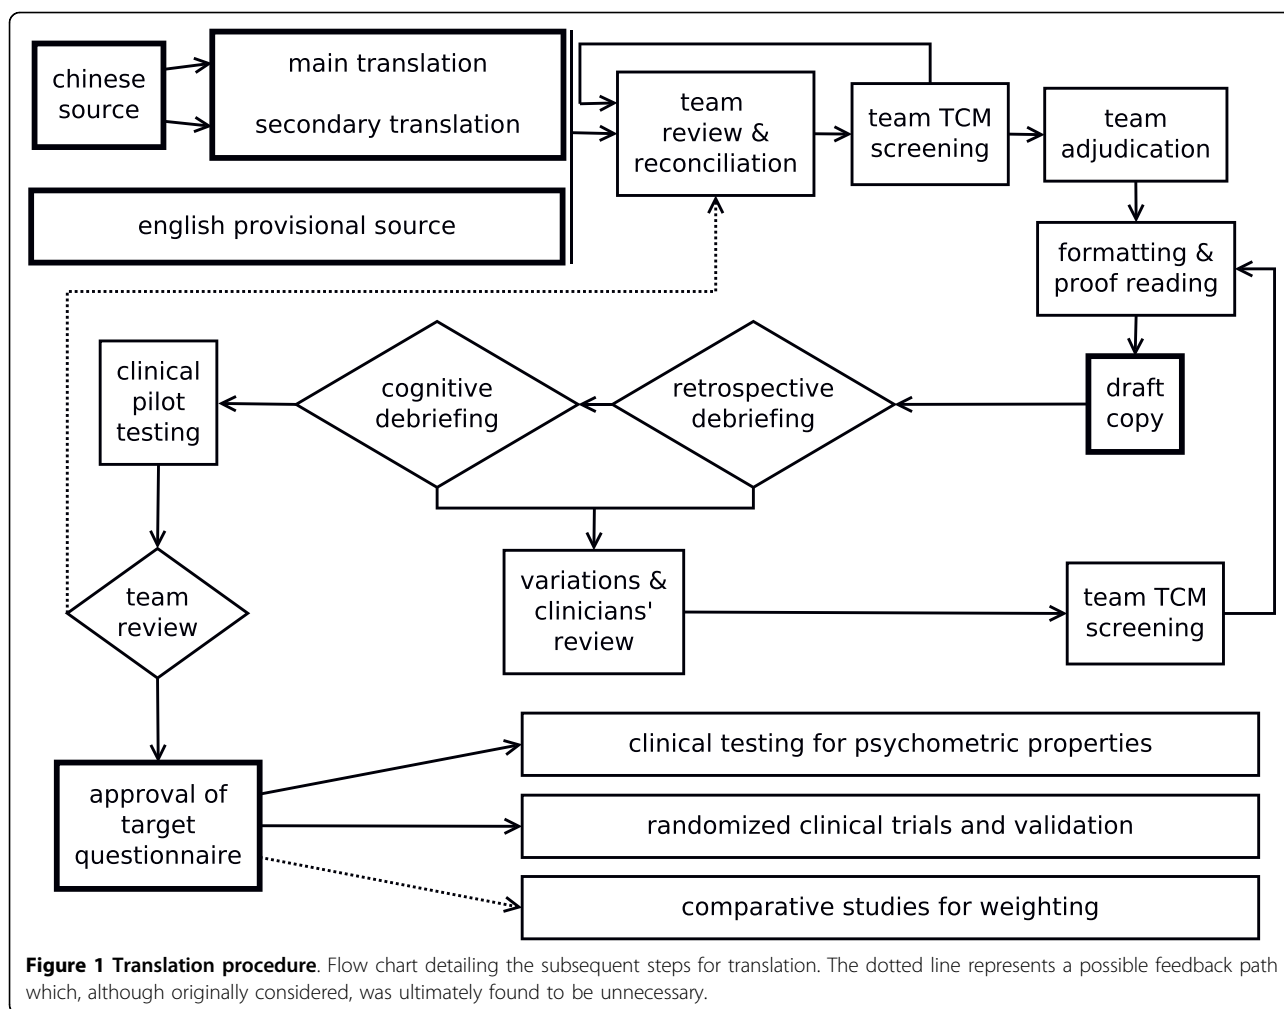 chinese
source
main translation
secondary translation
english provisional source
team
review &
reconciliation
team TCM
screening
team
adjudication
formatting &
proof reading
draft
copy
retrospective
debriefing
cognitive
debriefing
clinical
pilot
testing
variations &
clinicians'
review
team TCM
screening
team
review
approval of
target
questionnaire
clinical testing for psychometric properties
randomized clinical trials and validation
comparative studies for weighting
Figure 1 Translation procedure. Flow chart detailing the subsequent steps for translation. The dotted line represents a possible feedback path
which, although originally considered, was ultimately found to be unnecessary.